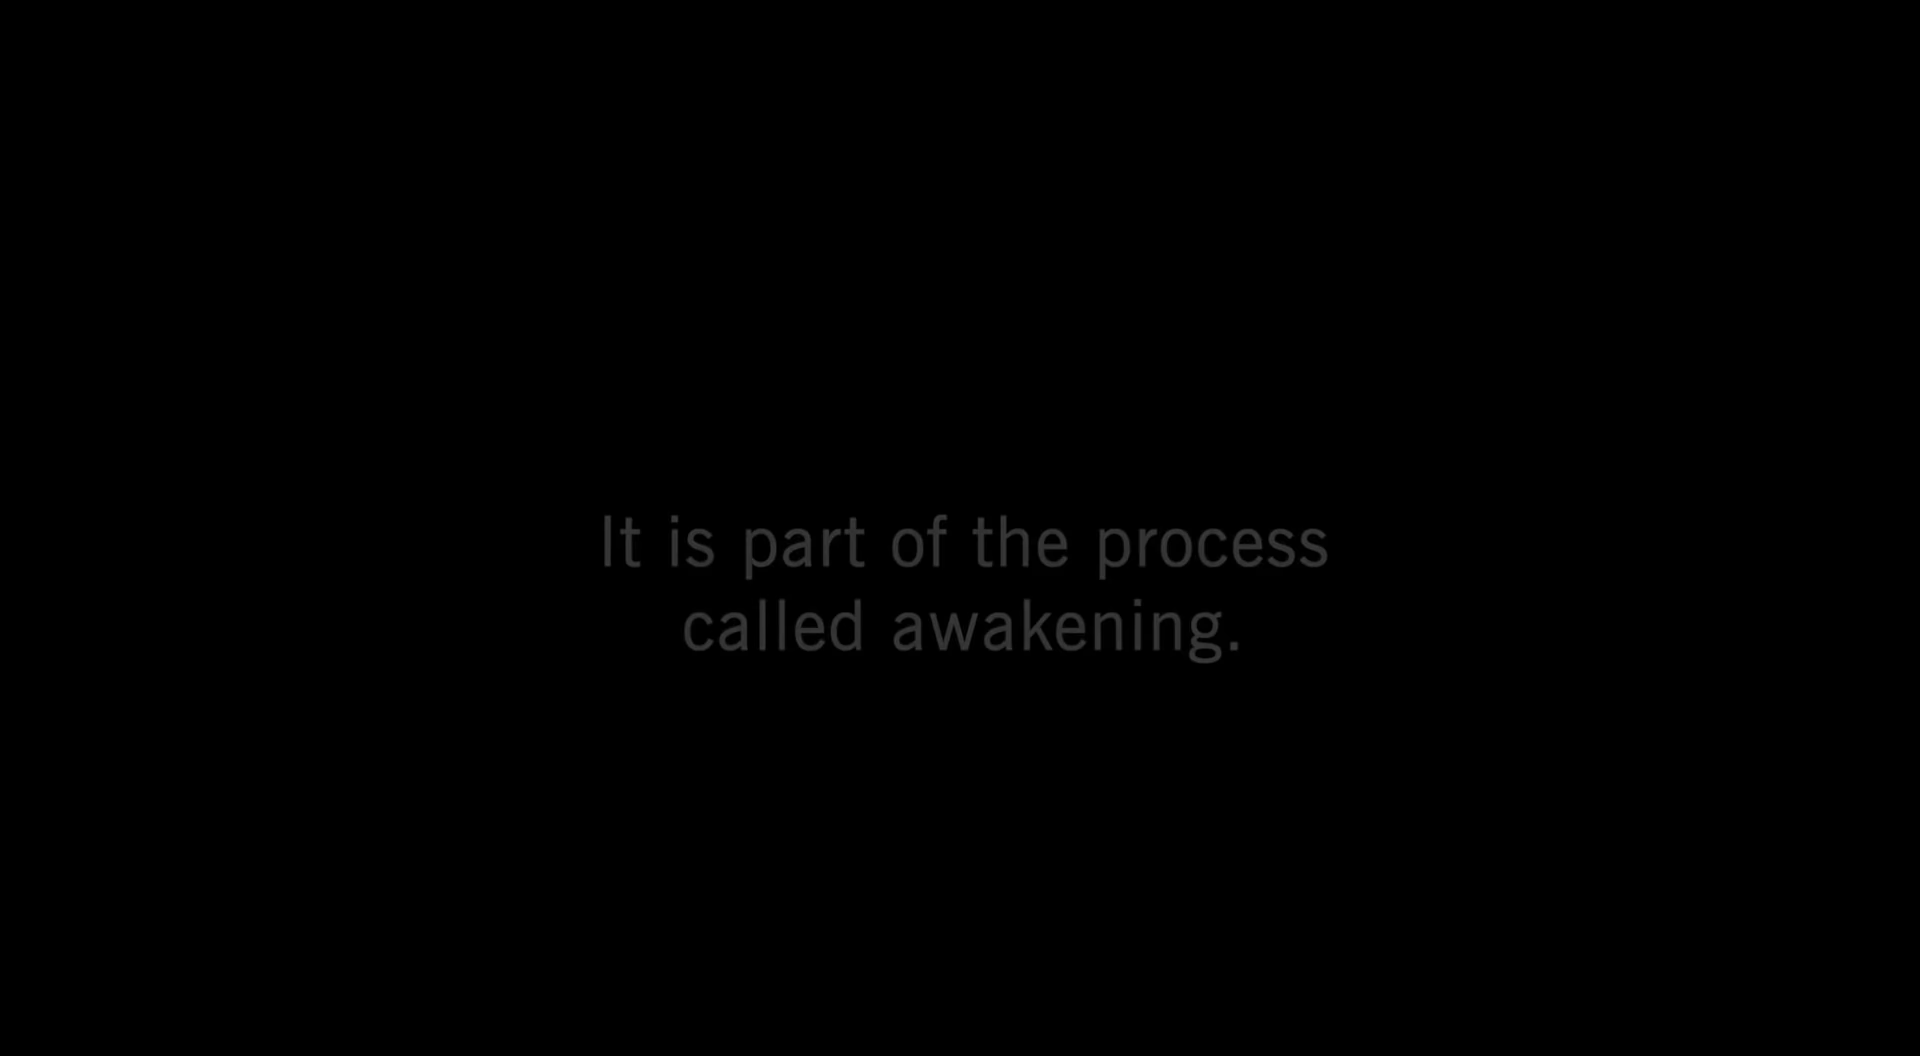 It is part of the process
called awakening.